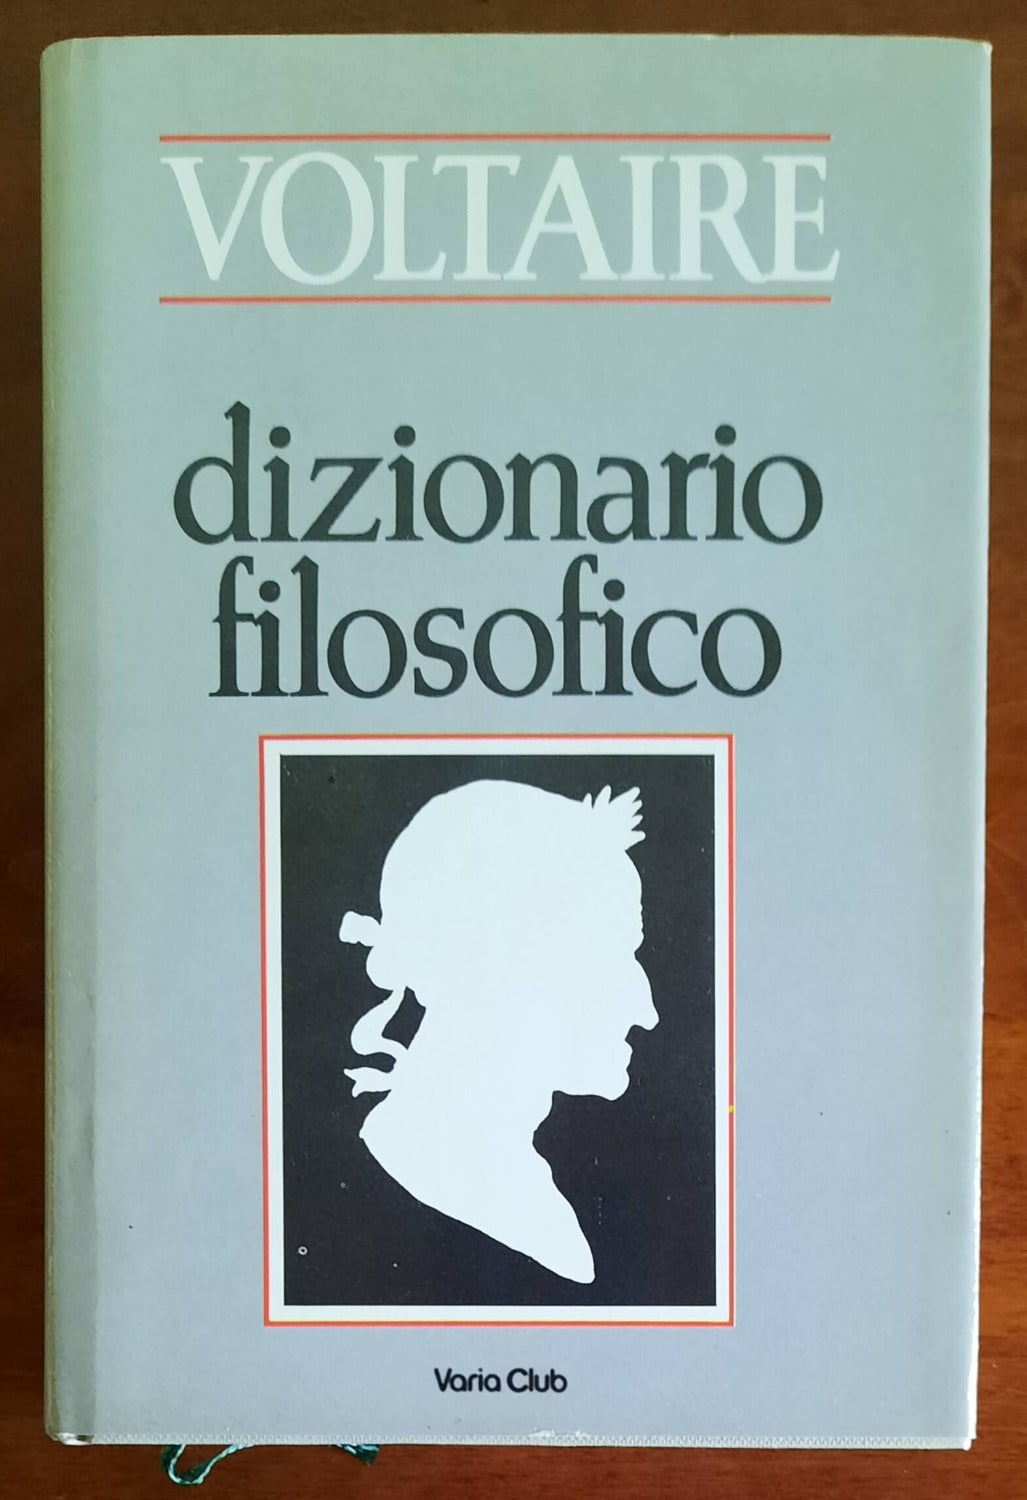 VOLTAIRE
dizionario
filosofico
Varia Club